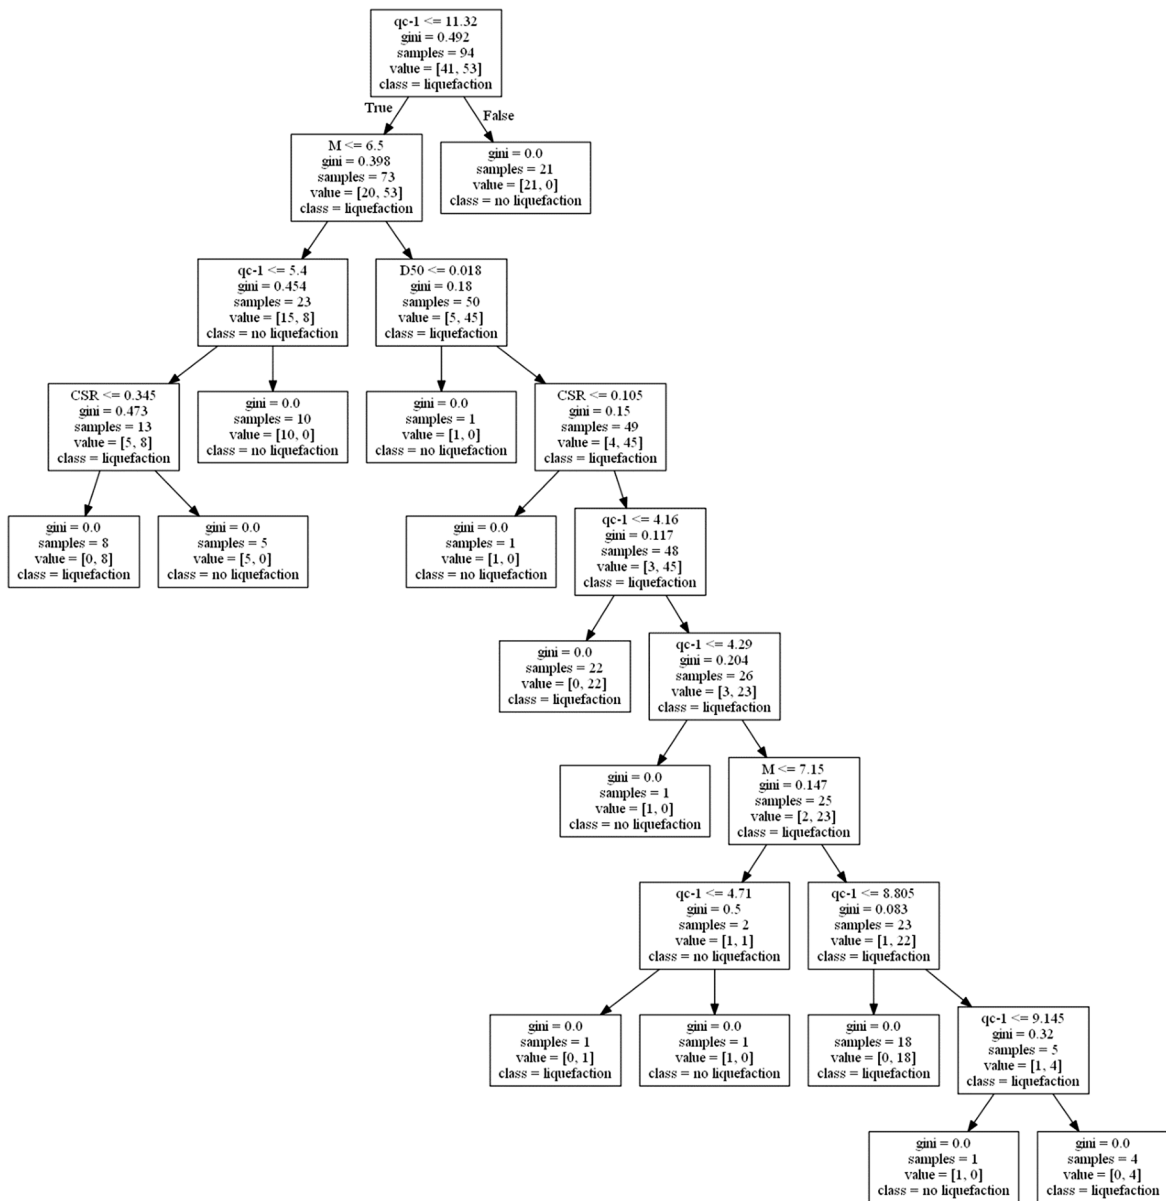 qc-1 <= 11.32
gini = 0.492
samples = 94
value = [41, 53]
class = liquefaction
True
False
M <= 6.5
gini = 0.398
samples = 73
value = [20, 53]
class = liquefaction
gini = 0.0
samples = 21
value = [21, 0]
class = no liquefaction
qc-1 <= 5.4
gini = 0.454
samples = 23
value = [15, 8]
class = no liquefaction
D50 <= 0.018
gini = 0.18
samples = 50
value = [5, 45]
class = liquefaction
CSR <= 0.345
gini = 0.473
samples = 13
value = [5, 8]
class = liquefaction
gini = 0.0
samples = 10
value = [10, 0]
class = no liquefaction
gini = 0.0
samples = 1
value = [1, 0]
class = no liquefaction
CSR <= 0.105
gini = 0.15
samples = 49
value = [4, 45]
class = liquefaction
gini = 0.0
samples = 8
value = [0, 8]
class = liquefaction
gini = 0.0
samples = 5
value = [5, 0]
class = no liquefaction
gini = 0.0
samples = 1
value = [1, 0]
class = no liquefaction
qc-1 <= 4.16
gini = 0.117
samples = 48
value = [3, 45]
class = liquefaction
gini = 0.0
samples = 22
value = [0, 22]
class = liquefaction
qc-1 <= 4.29
gini = 0.204
samples = 26
value = [3, 23]
class = liquefaction
gini = 0.0
samples = 1
value = [1, 0]
class = no liquefaction
M <= 7.15
gini = 0.147
samples = 25
value = [2, 23]
class = liquefaction
qc-1 <= 4.71
gini = 0.5
samples = 2
value = [1, 1]
class = no liquefaction
qc-1 <= 8.805
gini = 0.083
samples = 23
value = [1, 22]
class = liquefaction
gini = 0.0
samples = 1
value = [0, 1]
class = liquefaction
gini = 0.0
samples = 1
value = [1, 0]
class = no liquefaction
gini = 0.0
samples = 18
value = [0, 18]
class = liquefaction
qc-1 <= 9.145
gini = 0.32
samples = 5
value = [1, 4]
class = liquefaction
gini = 0.0
samples = 1
value = [1, 0]
class = no liquefaction
gini = 0.0
samples = 4
value = [0, 4]
class = liquefaction